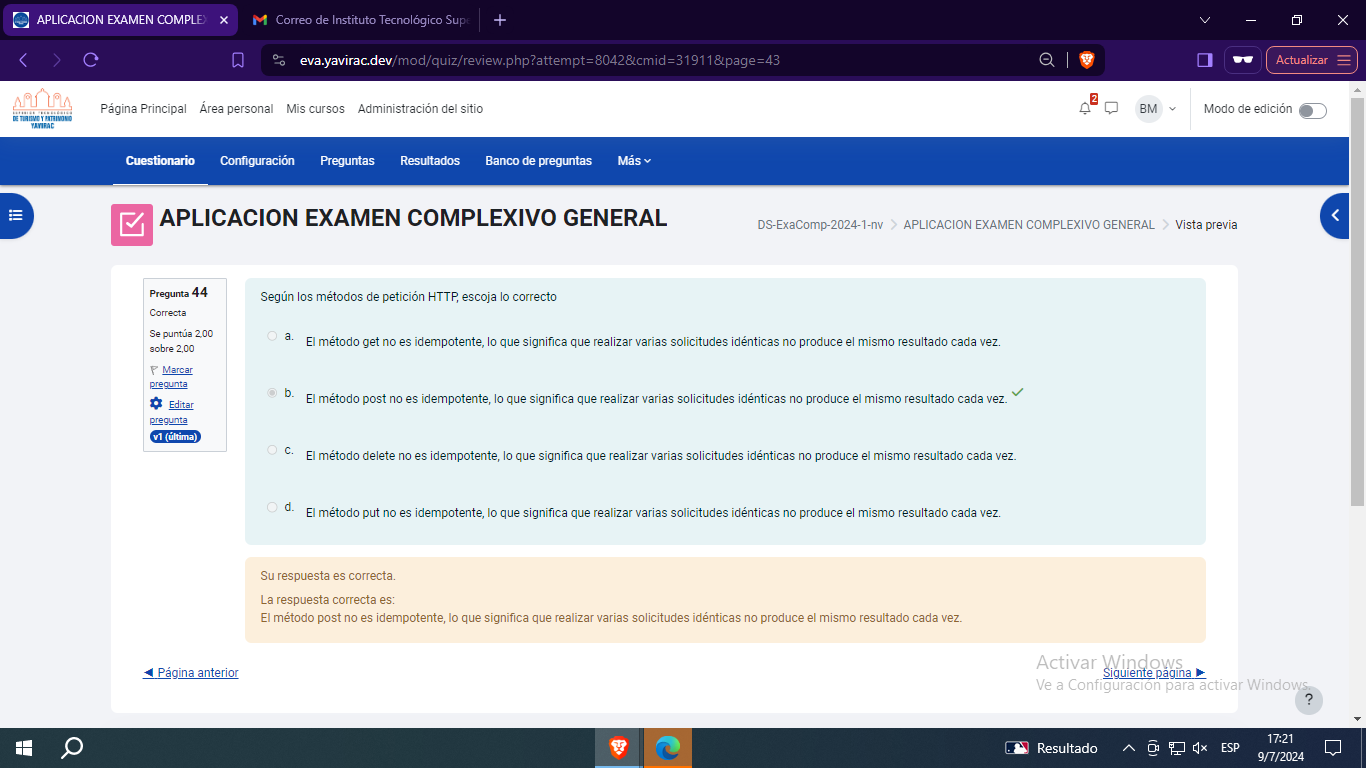 APLICACION EXAMEN COMPLEX
Correo de Instituto Tecnológico Supe
eva.yavirac.dev/mod/quiz/review.php?attempt=8042&cmid=31911&page=43
Actualizar
DE TURISMO Y PATRIMONIO
YAVIRAC
Página Principal Área personal Mis cursos Administración del sitio
2
BM
Modo de edición
Cuestionario Configuración Preguntas Resultados Banco de preguntas Más
APLICACION EXAMEN COMPLEXIVO GENERAL
DS-ExaComp-2024-1-nv > APLICACION EXAMEN COMPLEXIVO GENERAL > Vista previa
Pregunta 44
Correcta
Se puntúa 2,00
sobre 2,00
Marcar
pregunta
Editar
pregunta
v1 (última)
Según los métodos de petición HTTP, escoja lo correcto
a. El método get no es idempotente, lo que significa que realizar varias solicitudes idénticas no produce el mismo resultado cada vez.
b. El método post no es idempotente, lo que significa que realizar varias solicitudes idénticas no produce el mismo resultado cada vez.
c. El método delete no es idempotente, lo que significa que realizar varias solicitudes idénticas no produce el mismo resultado cada vez.
d. El método put no es idempotente, lo que significa que realizar varias solicitudes idénticas no produce el mismo resultado cada vez.
Su respuesta es correcta.
La respuesta correcta es:
El método post no es idempotente, lo que significa que realizar varias solicitudes idénticas no produce el mismo resultado cada vez.
◄ Página anterior
Siguiente página ►
Activar Windows
Ve a Configuración para activar Windows.
?
Resultado
ESP
17:21
9/7/2024